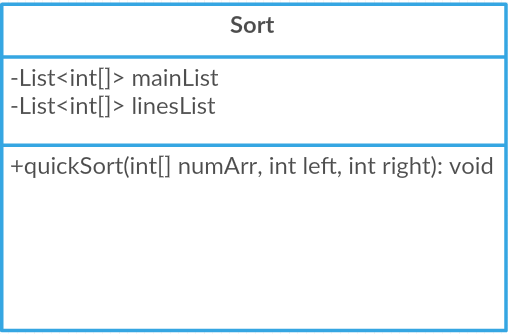 Sort
-List<int[]> mainList
-List<int[]> linesList
+quickSort(int[] numArr, int left, int right): void